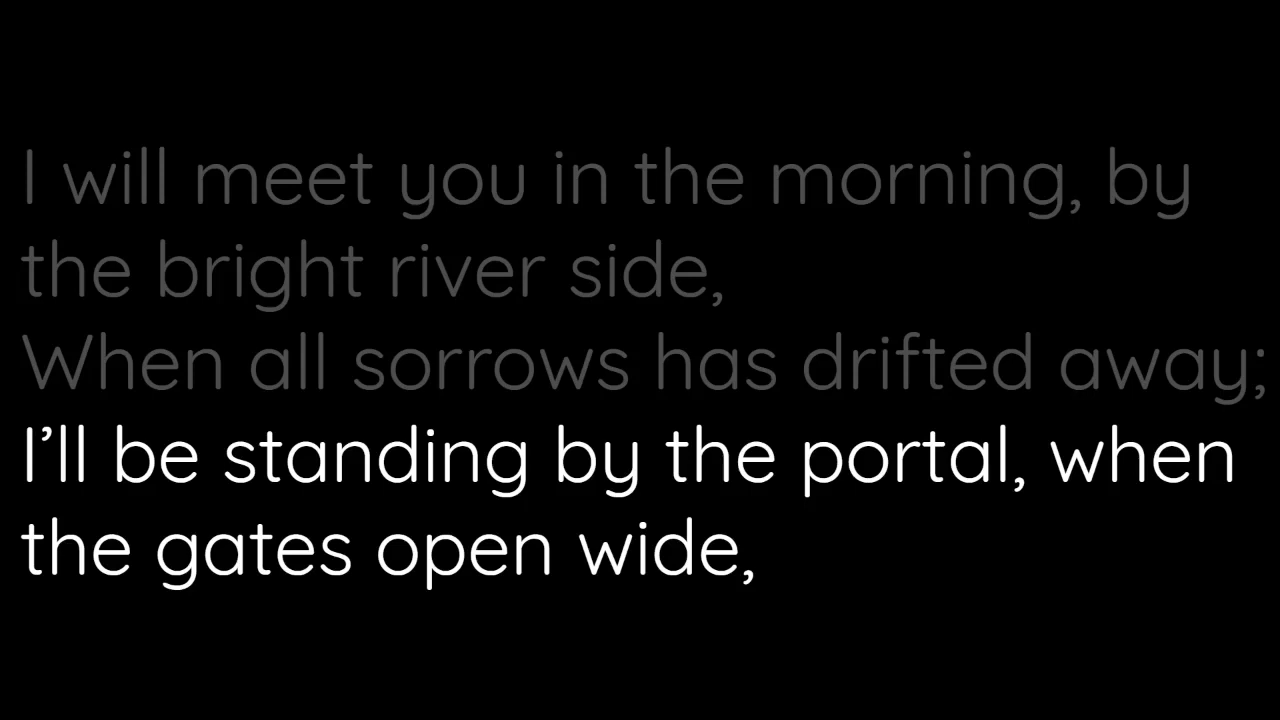 I will meet you in the morning, by
the bright river side,
When all sorrows has drifted away;
I’ll be standing by the portal, when
the gates open wide,